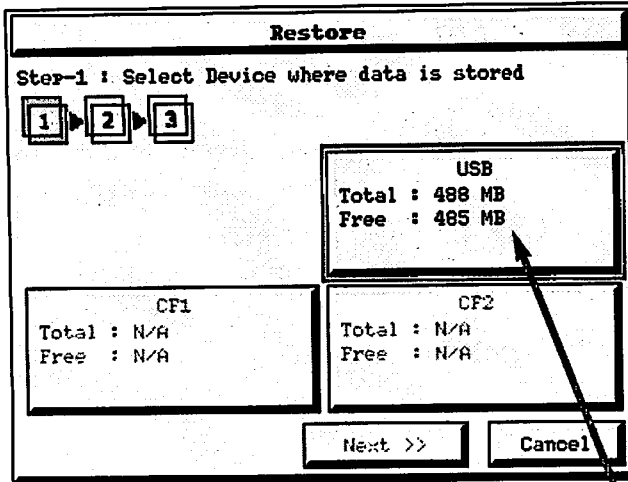 Restore
Step-1 : Select Device where data is stored
1 2 3
USB
Total : 488 MB
Free : 485 MB
CF1
Total : N/A
Free : N/A
CF2
Total : N/A
Free : N/A
Next >>
Cancel